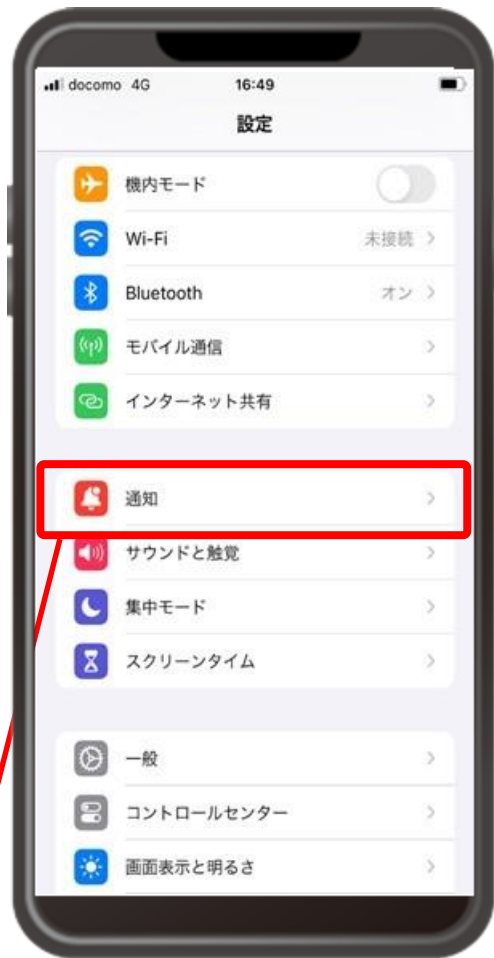 docomo 4G 16:49
設定
機内モード
Wi-Fi 未接続
Bluetooth オン
モバイル通信
インターネット共有
通知
サウンドと触覚
集中モード
スクリーンタイム
一般
コントロールセンター
画面表示と明るさ